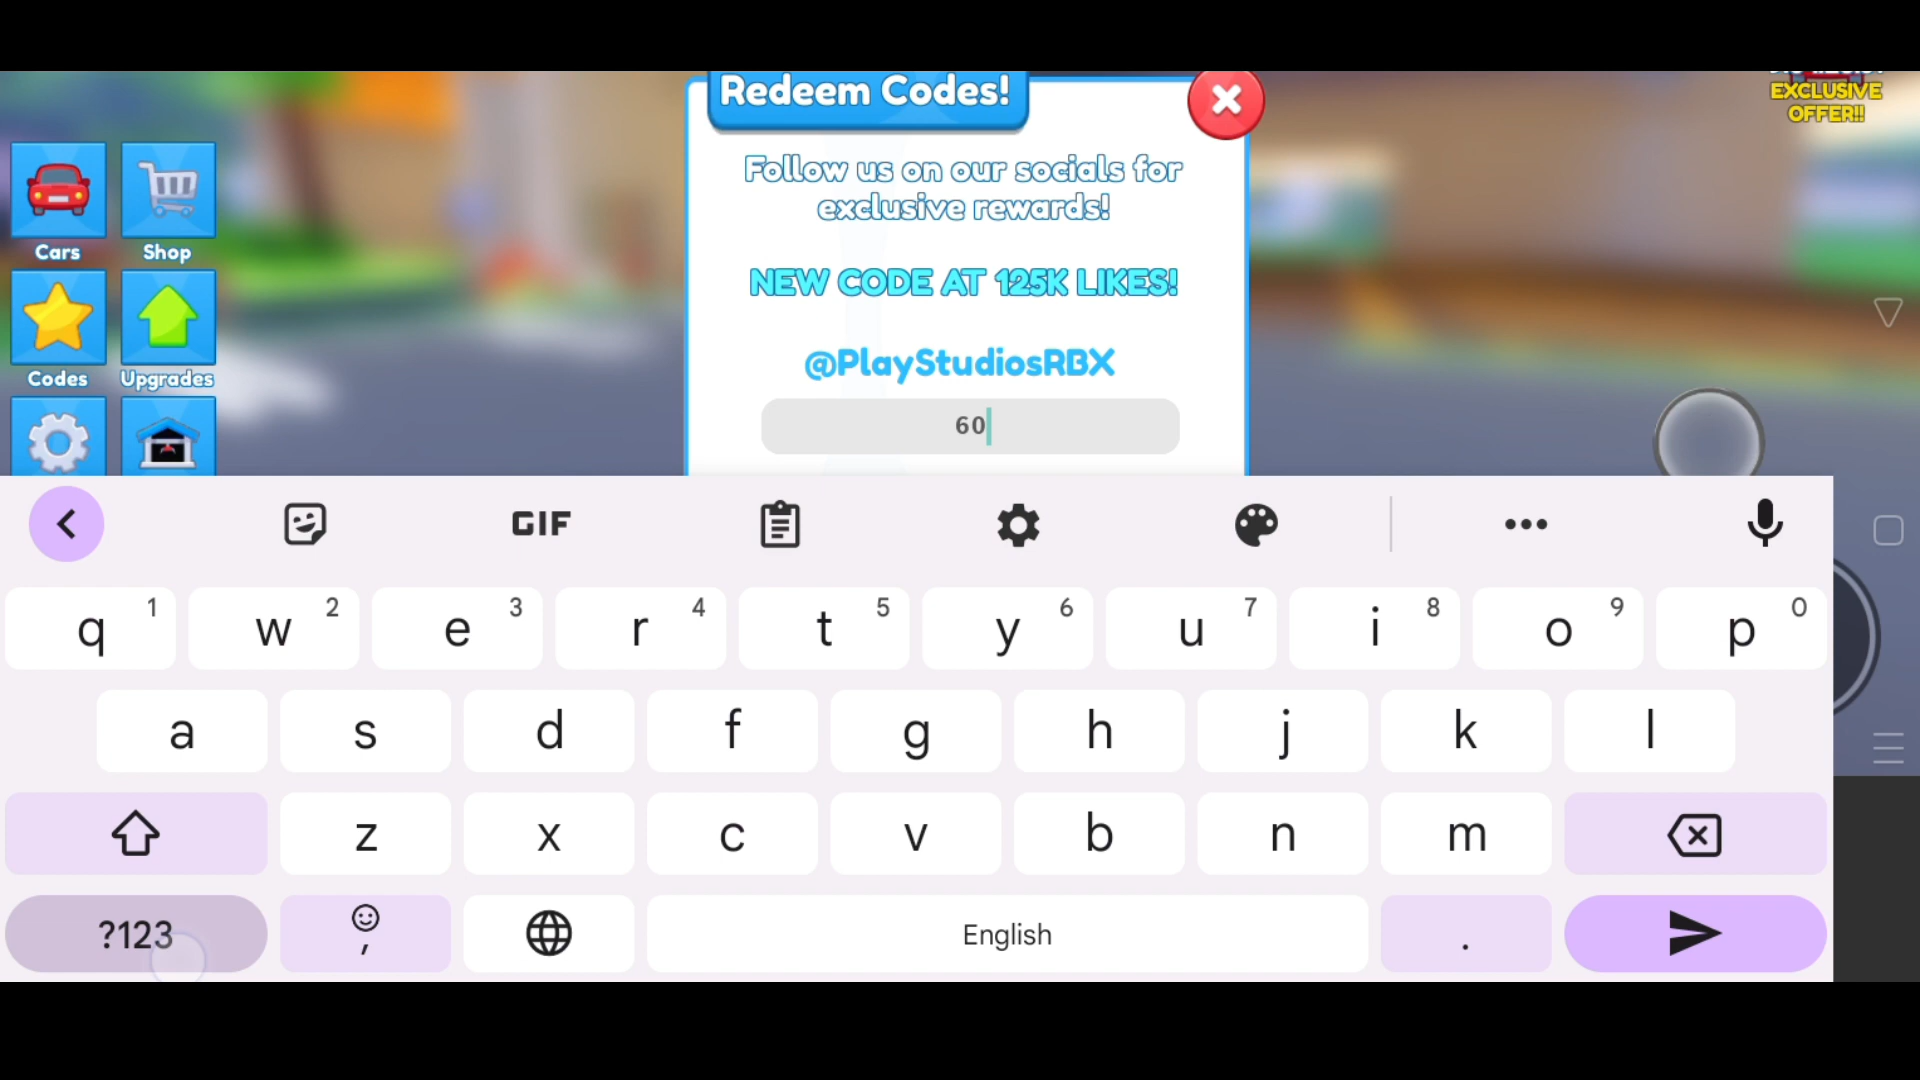 Redeem Codes!
EXCLUSIVE
OFFER!!
Follow us on our socials for
exclusive rewards!
NEW CODE AT 125K LIKES!
@PlayStudiosRBX
60
Cars
Shop
Codes
Upgrades
GIF
q 1 w 2 e 3 r 4 t 5 y 6 u 7 i 8 o 9 p 0
a s d f g h j k l
z x c v b n m
?123 , English .